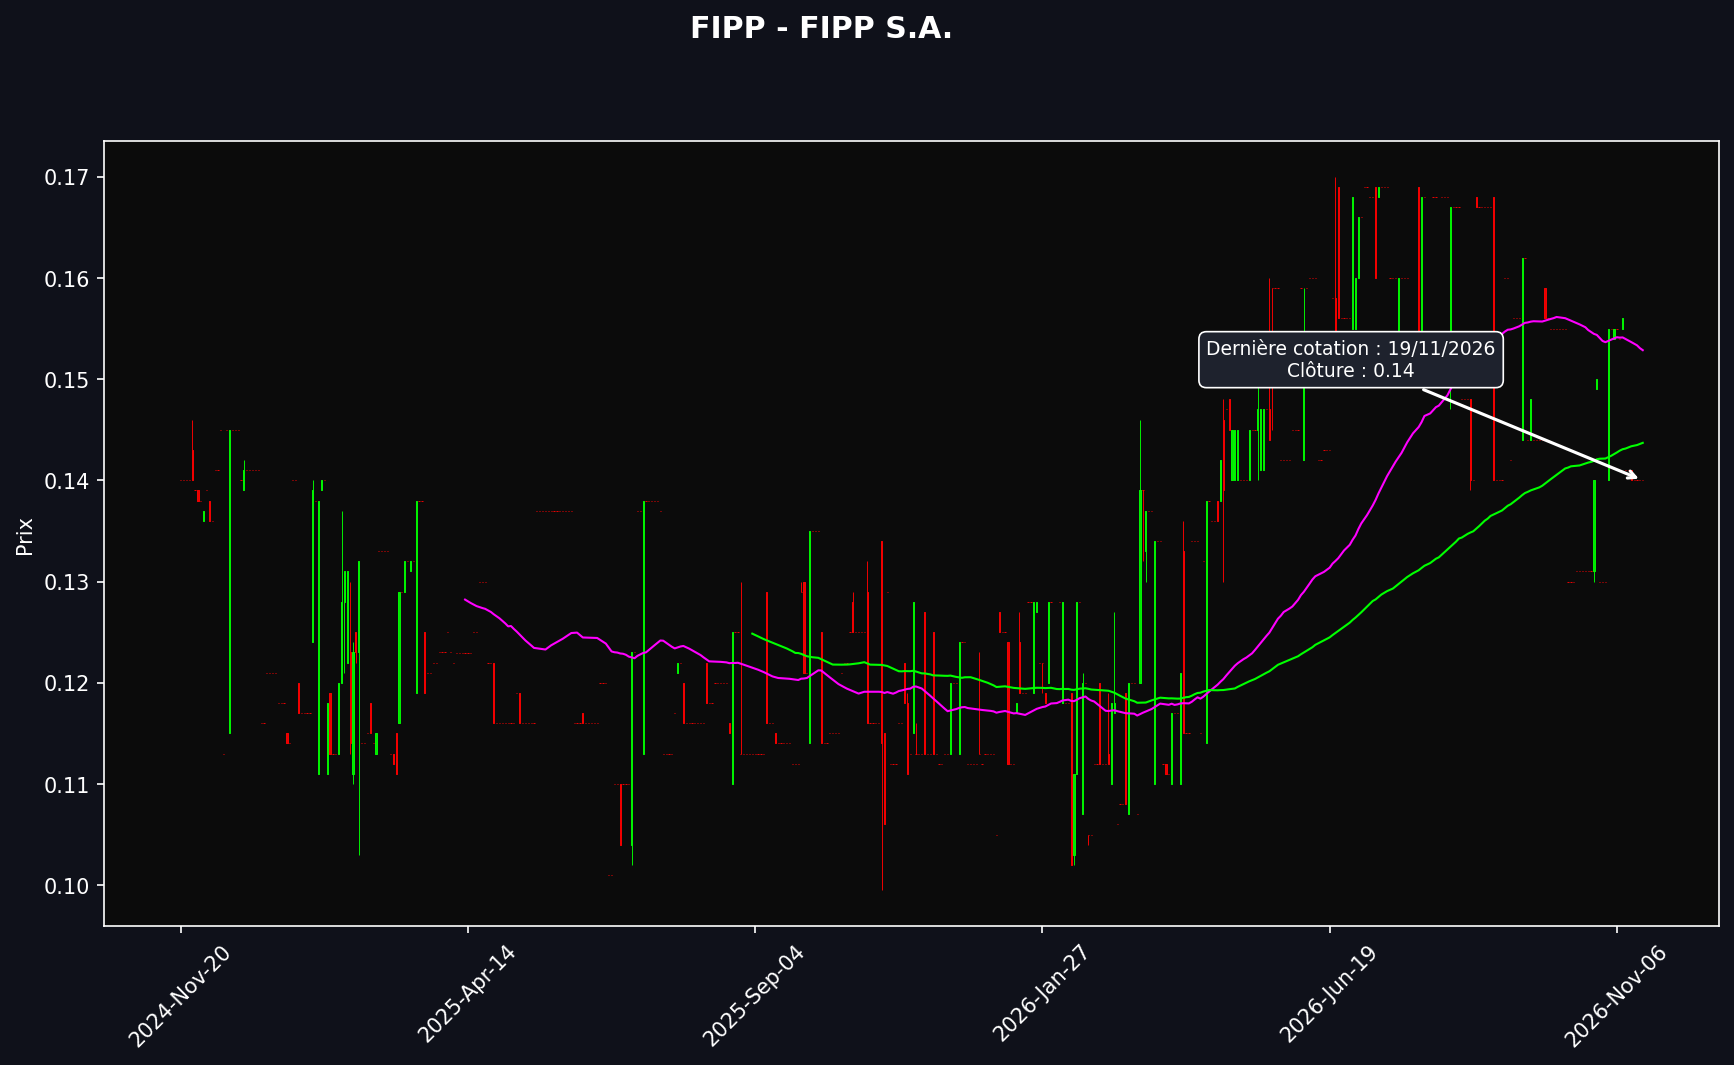 FIPP - FIPP S.A.
Prix
0.17
0.16
0.15
0.14
0.13
0.12
0.11
0.10
Dernière cotation : 19/11/2026
Clôture : 0.14
2024-Nov-20
2025-Apr-14
2025-Sep-04
2026-Jan-27
2026-Jun-19
2026-Nov-06